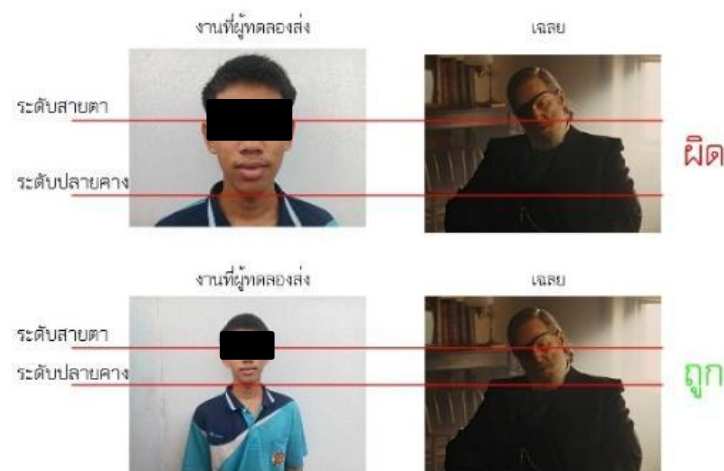 งานที่ผู้ทดลองส่ง เฉลย
ระดับสายตา
ผิด
ระดับปลายคาง
งานที่ผู้ทดลองส่ง เฉลย
ระดับสายตา
ระดับปลายคาง
ถูก